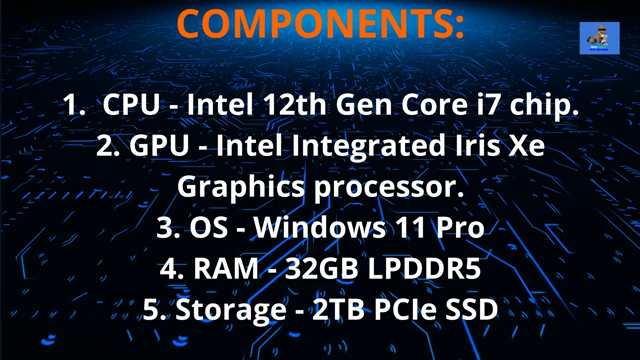 COMPONENTS:
1. CPU - Intel 12th Gen Core i7 chip.
2. GPU - Intel Integrated Iris Xe
Graphics processor.
3. OS - Windows 11 Pro
4. RAM - 32GB LPDDR5
5. Storage - 2TB PCIe SSD